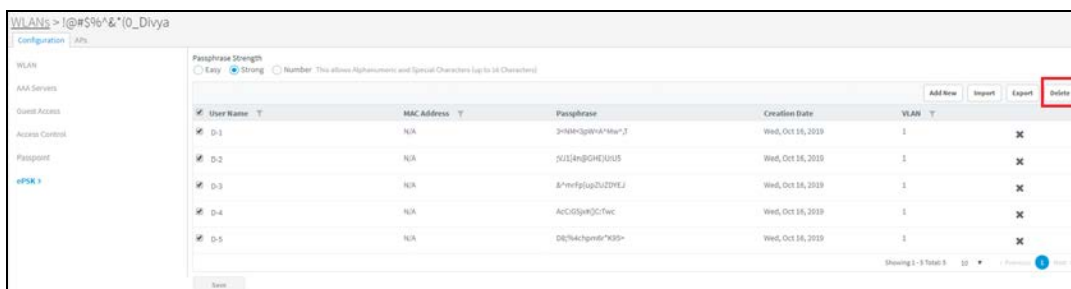 WLANs > !@#$%^&*(0_Divya
Configuration APs
WLAN
AAA Servers
Guest Access
Access Control
Passpoint
ePSK >
Passphrase Strength
Easy Strong Number This allows Alphanumeric and Special Characters (up to 16 Characters)
Add New Import Export Delete
User Name MAC Address Passphrase Creation Date VLAN
D-1 N/A Wed, Oct 16, 2019 1
D-2 N/A Wed, Oct 16, 2019 1
D-3 N/A Wed, Oct 16, 2019 1
D-4 N/A Wed, Oct 16, 2019 1
D-5 N/A Wed, Oct 16, 2019 1
Showing 1 - 5 Total: 5 10 < Previous 1 Next >
Save